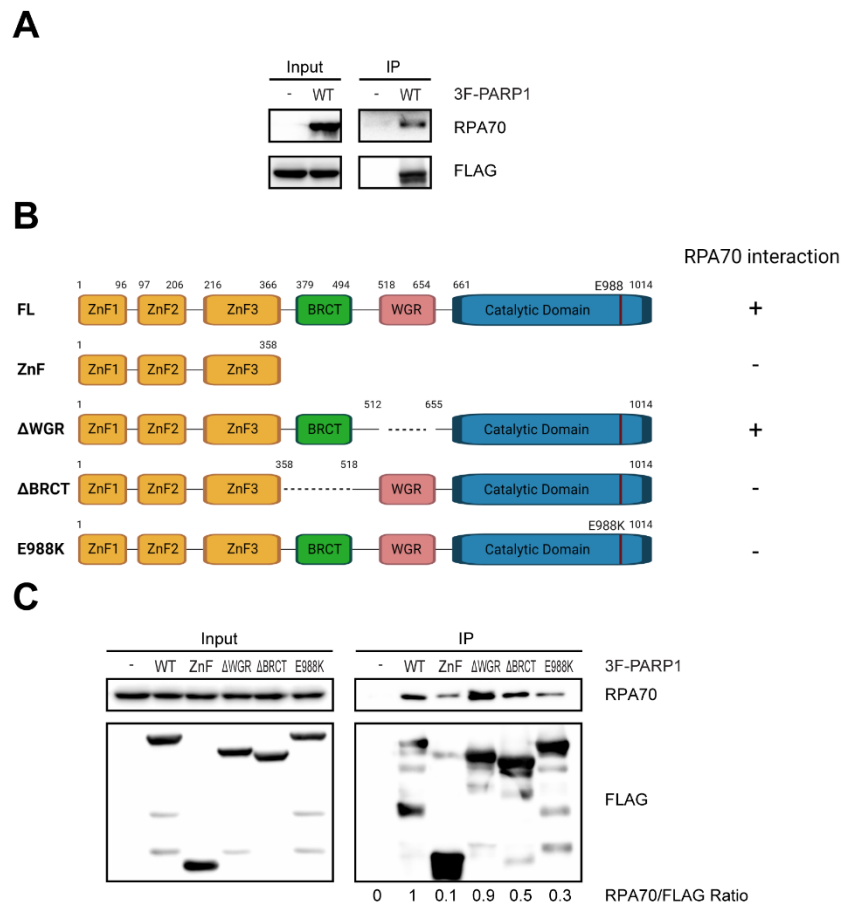 A
Input IP
- WT - WT 3F-PARP1
RPA70
FLAG
B
RPA70 interaction
1 96 97 206 216 366 379 494 518 654 661 E988 1014
FL ZnF1 ZnF2 ZnF3 BRCT WGR Catalytic Domain +
1 358
ZnF ZnF1 ZnF2 ZnF3 -
1 512 655 1014
ΔWGR ZnF1 ZnF2 ZnF3 BRCT Catalytic Domain +
1 358 518 1014
ΔBRCT ZnF1 ZnF2 ZnF3 WGR Catalytic Domain -
1 E988K 1014
E988K ZnF1 ZnF2 ZnF3 BRCT WGR Catalytic Domain -
C
Input IP
- WT ZnF ΔWGR ΔBRCT E988K - WT ZnF ΔWGR ΔBRCT E988K 3F-PARP1
RPA70
FLAG
0 1 0.1 0.9 0.5 0.3 RPA70/FLAG Ratio